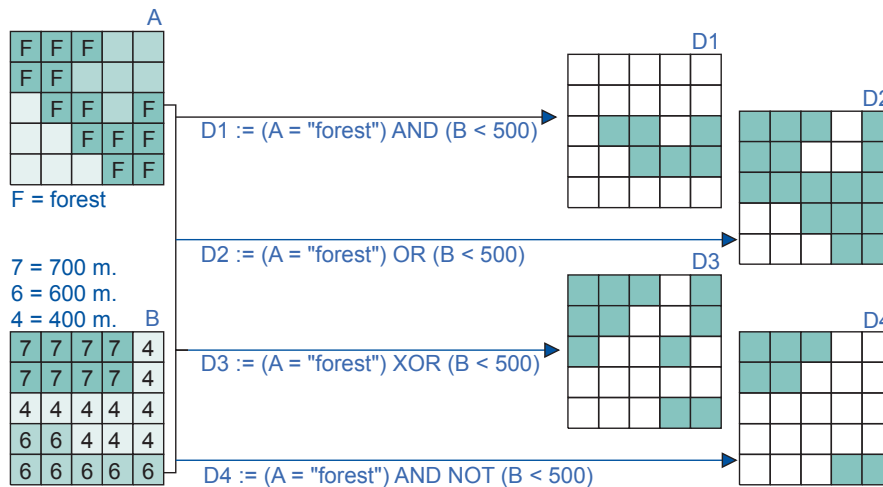 A
F F F
F F
F F F
F F F
F F
F = forest
D1 := (A = "forest") AND (B < 500)
D1
D2
D2 := (A = "forest") OR (B < 500)
7 = 700 m.
6 = 600 m.
4 = 400 m.
B
7 7 7 7 4
7 7 7 7 4
4 4 4 4 4
6 6 4 4 4
6 6 6 6 6
D3
D3 := (A = "forest") XOR (B < 500)
D4
D4 := (A = "forest") AND NOT (B < 500)